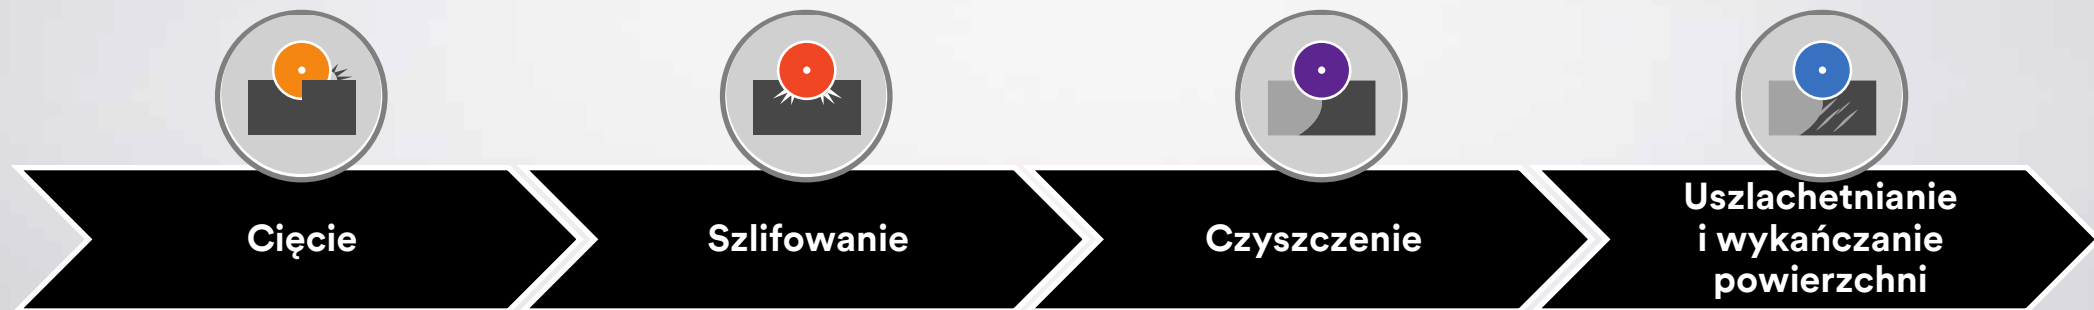 Cięcie
Szlifowanie
Czyszczenie
Uszlachetnianie
i wykańczanie
powierzchni